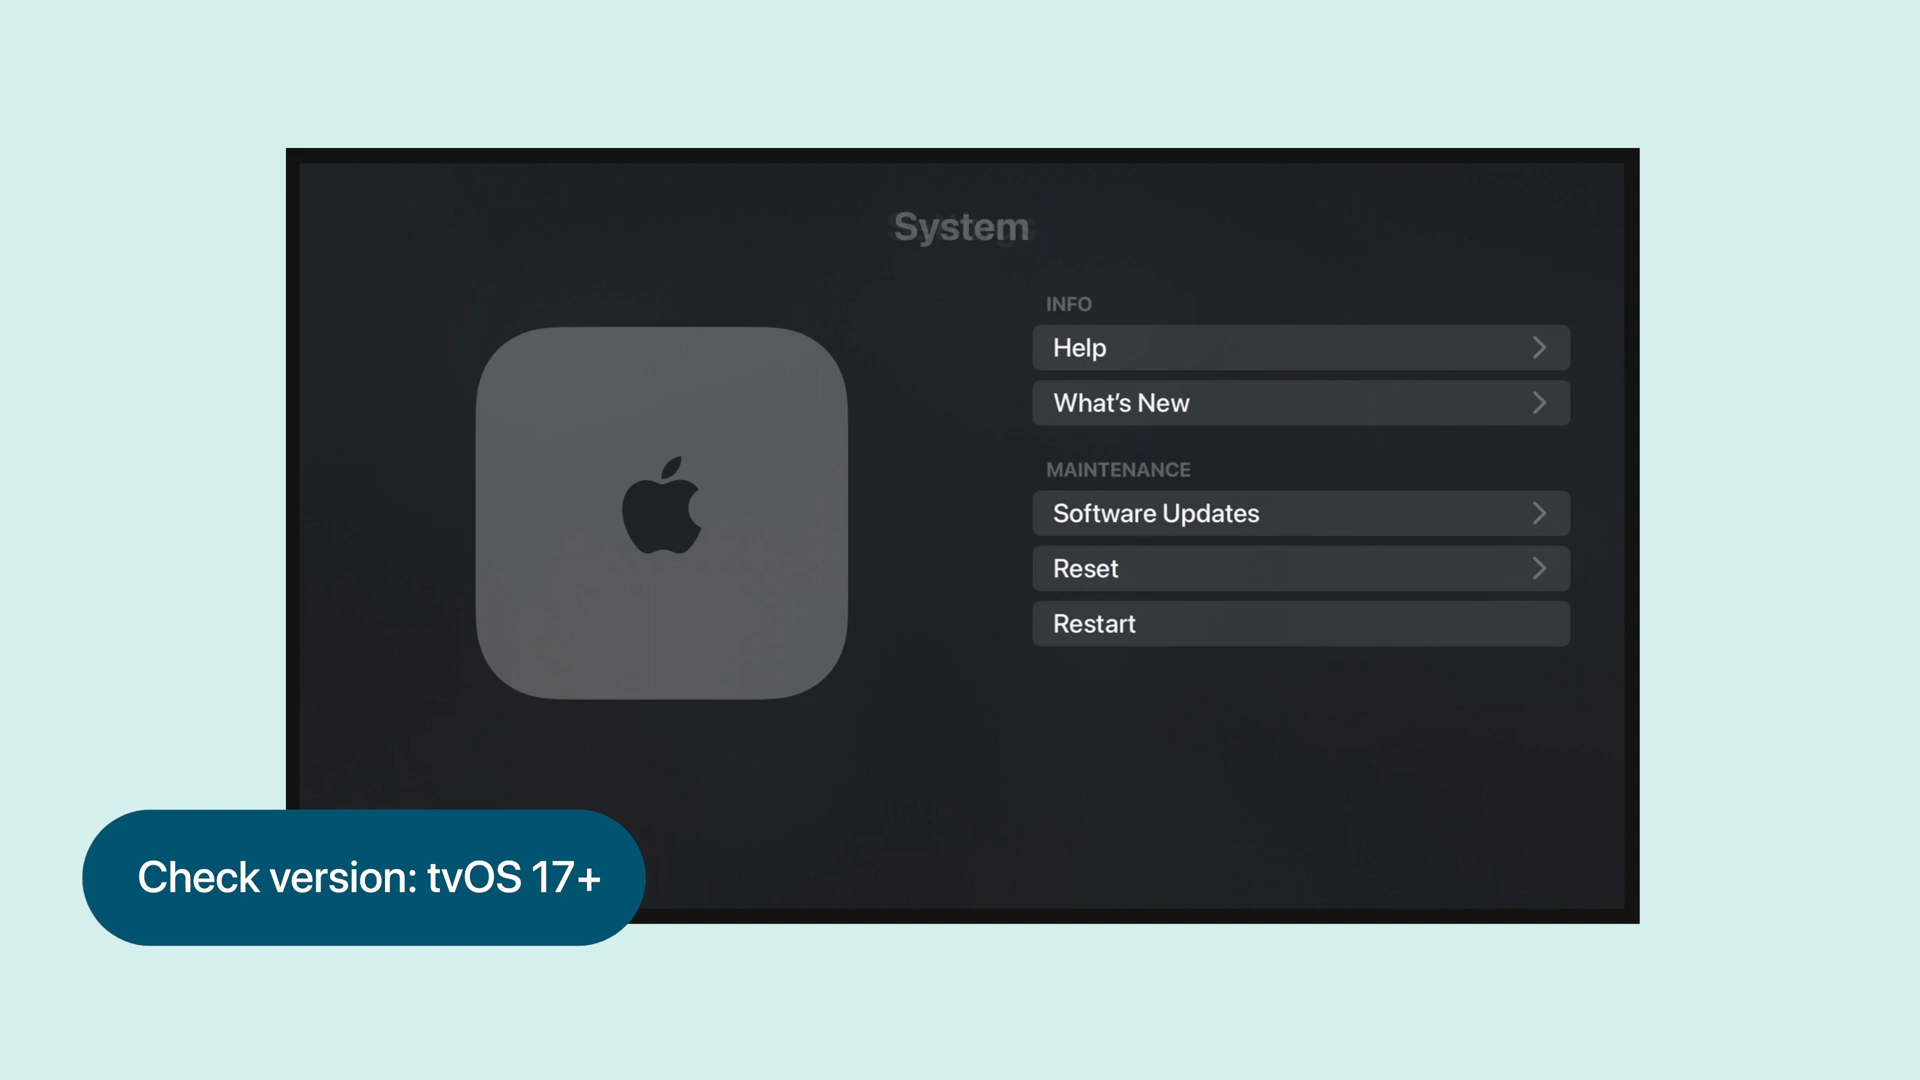 System
INFO
Help
What's New
MAINTENANCE
Software Updates
Reset
Restart
Check version: tvOS 17+